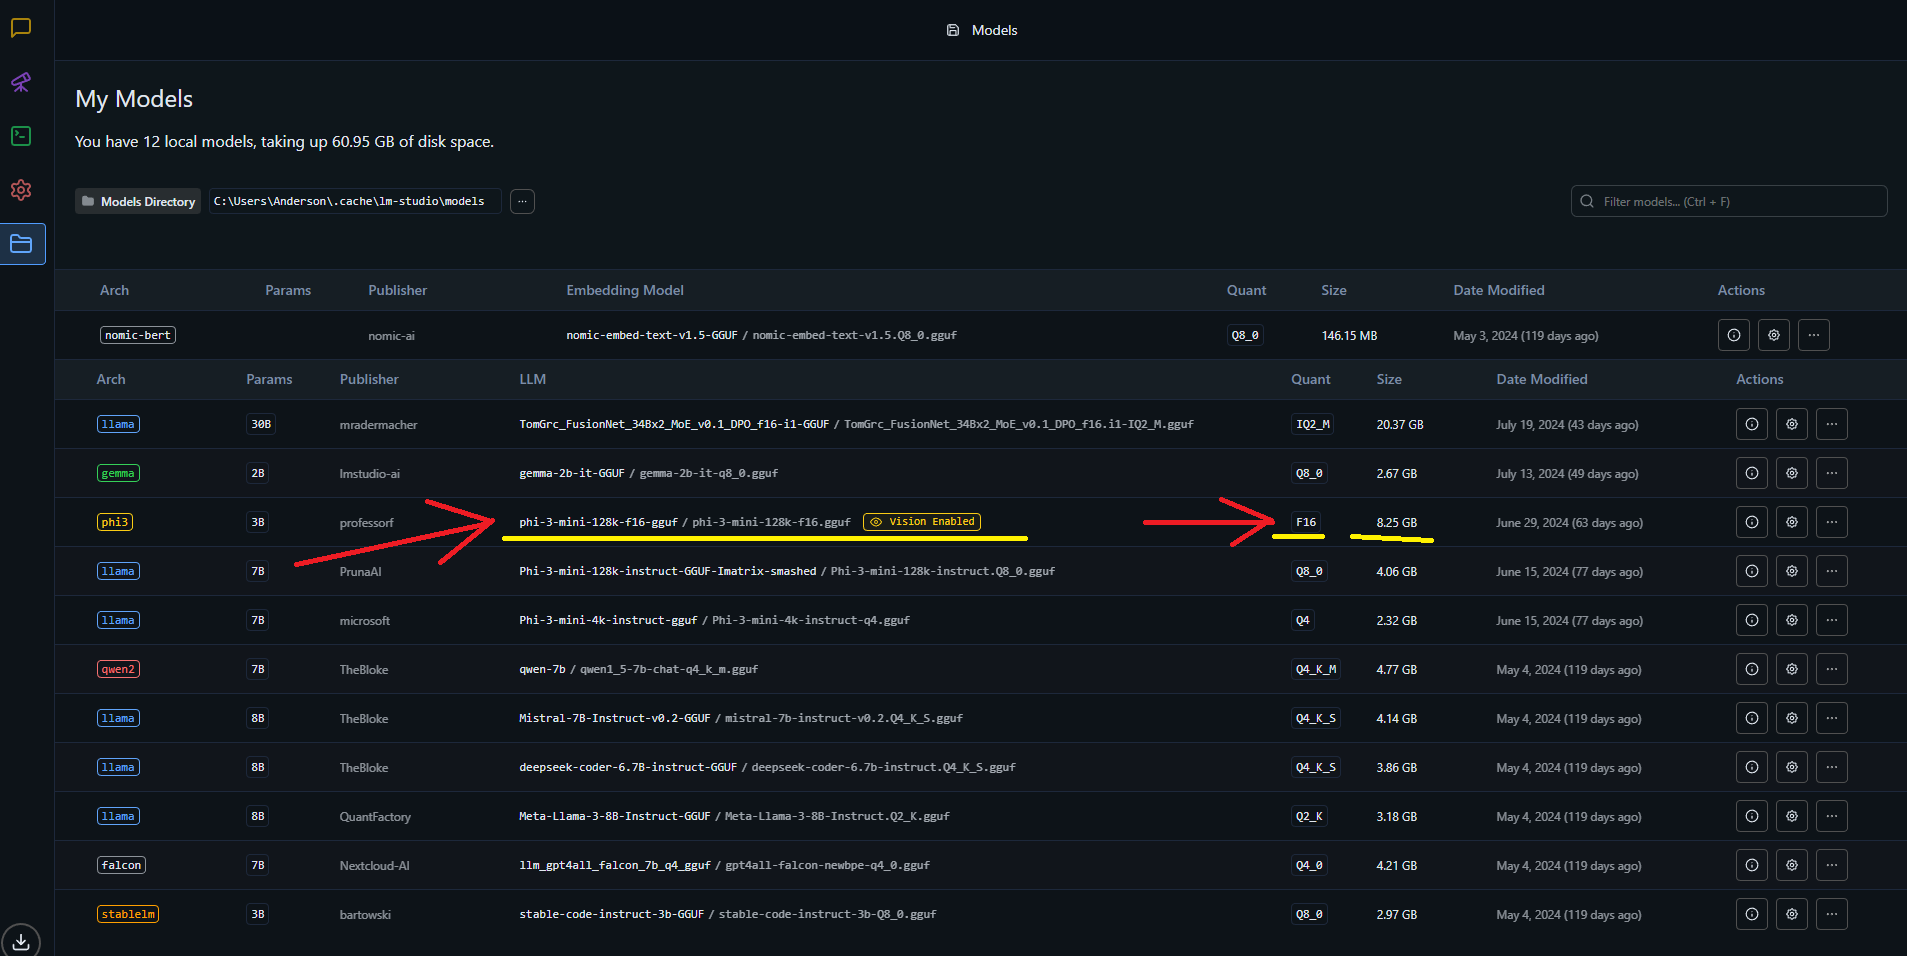 Models
My Models
You have 12 local models, taking up 60.95 GB of disk space.
Models Directory C:\Users\Anderson\.cache\lm-studio\models ...
Filter models... (Ctrl + F)
Arch Params Publisher Embedding Model Quant Size Date Modified Actions
nomic-bert nomic-ai nomic-embed-text-v1.5-GGUF / nomic-embed-text-v1.5.Q8_0.gguf Q8_0 146.15 MB May 3, 2024 (119 days ago) ...
Arch Params Publisher LLM Quant Size Date Modified Actions
llama 30B mradermacher TomGrc_FusionNet_34Bx2_MoE_v0.1_DPO_f16-i1-GGUF / TomGrc_FusionNet_34Bx2_MoE_v0.1_DPO_f16.i1-IQ2_M.gguf IQ2_M 20.37 GB July 19, 2024 (43 days ago) ...
gemma 2B lmstudio-ai gemma-2b-it-GGUF / gemma-2b-it-q8_0.gguf Q8_0 2.67 GB July 13, 2024 (49 days ago) ...
phi3 3B professorf phi-3-mini-128k-f16-gguf / phi-3-mini-128k-f16.gguf Vision Enabled F16 8.25 GB June 29, 2024 (63 days ago) ...
llama 7B PrunaAI Phi-3-mini-128k-instruct-GGUF-Imatrix-smashed / Phi-3-mini-128k-instruct.Q8_0.gguf Q8_0 4.06 GB June 15, 2024 (77 days ago) ...
llama 7B microsoft Phi-3-mini-4k-instruct-gguf / Phi-3-mini-4k-instruct-q4.gguf Q4 2.32 GB June 15, 2024 (77 days ago) ...
qwen2 7B TheBloke qwen-7b / qwen1_5-7b-chat-q4_k_m.gguf Q4_K_M 4.77 GB May 4, 2024 (119 days ago) ...
llama 8B TheBloke Mistral-7B-Instruct-v0.2-GGUF / mistral-7b-instruct-v0.2.Q4_K_S.gguf Q4_K_S 4.14 GB May 4, 2024 (119 days ago) ...
llama 8B TheBloke deepseek-coder-6.7B-instruct-GGUF / deepseek-coder-6.7b-instruct.Q4_K_S.gguf Q4_K_S 3.86 GB May 4, 2024 (119 days ago) ...
llama 8B QuantFactory Meta-Llama-3-8B-Instruct-GGUF / Meta-Llama-3-8B-Instruct.Q2_K.gguf Q2_K 3.18 GB May 4, 2024 (119 days ago) ...
falcon 7B Nextcloud-AI llm_gpt4all_falcon_7b_q4_gguf / gpt4all-falcon-newbpe-q4_0.gguf Q4_0 4.21 GB May 4, 2024 (119 days ago) ...
stablelm 3B bartowski stable-code-instruct-3b-GGUF / stable-code-instruct-3b-Q8_0.gguf Q8_0 2.97 GB May 4, 2024 (119 days ago) ...